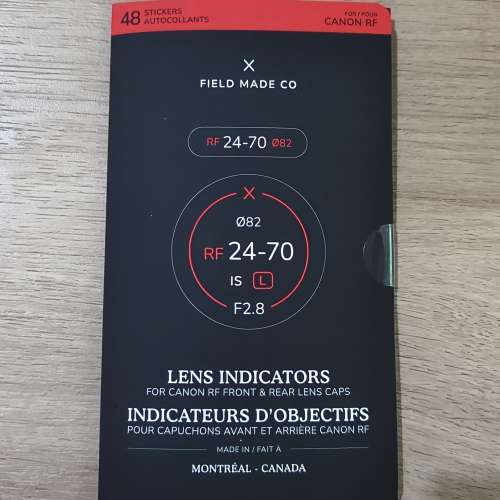 48 STICKERS
AUTOCOLLANTS
FOR / POUR
CANON RF
X
FIELD MADE CO
RF 24-70 Ø82
X
Ø82
RF 24-70
IS L
F2.8
LENS INDICATORS
FOR CANON RF FRONT & REAR LENS CAPS
INDICATEURS D'OBJECTIFS
POUR CAPUCHONS AVANT ET ARRIÈRE CANON RF
MADE IN / FAIT À
MONTRÉAL - CANADA